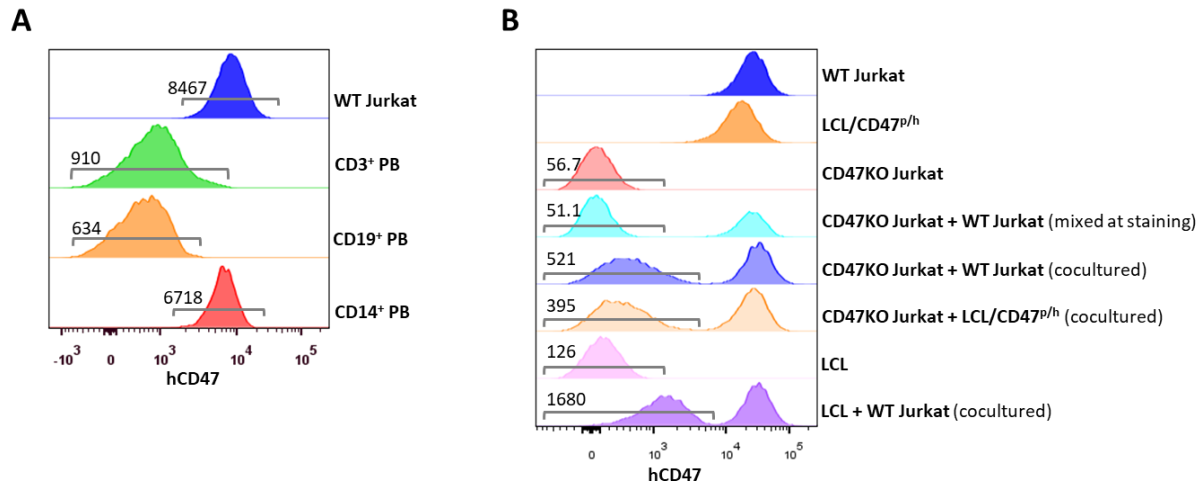 A
8467
WT Jurkat
910
CD3⁺ PB
634
CD19⁺ PB
6718
CD14⁺ PB
-10³ 0 10³ 10⁴ 10⁵
hCD47
B
WT Jurkat
LCL/CD47ᵖ/ʰ
56.7
CD47KO Jurkat
51.1
CD47KO Jurkat + WT Jurkat (mixed at staining)
521
CD47KO Jurkat + WT Jurkat (cocultured)
395
CD47KO Jurkat + LCL/CD47ᵖ/ʰ (cocultured)
126
LCL
1680
LCL + WT Jurkat (cocultured)
0 10³ 10⁴ 10⁵
hCD47